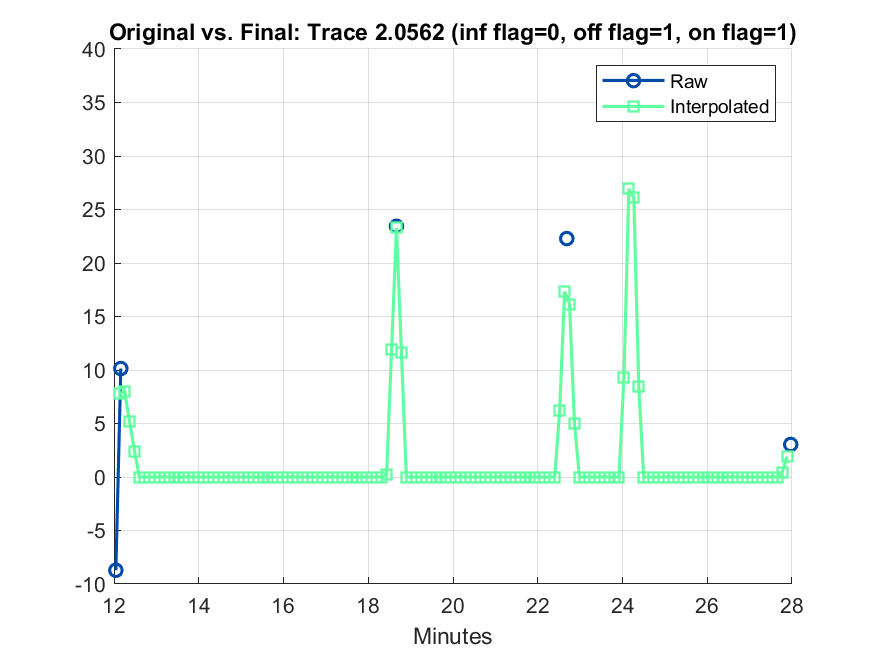 Original vs. Final: Trace 2.0562 (inf flag=0, off flag=1, on flag=1)
40
35
30
25
20
15
10
5
0
-5
-10
Raw
Interpolated
12 14 16 18 20 22 24 26 28
Minutes